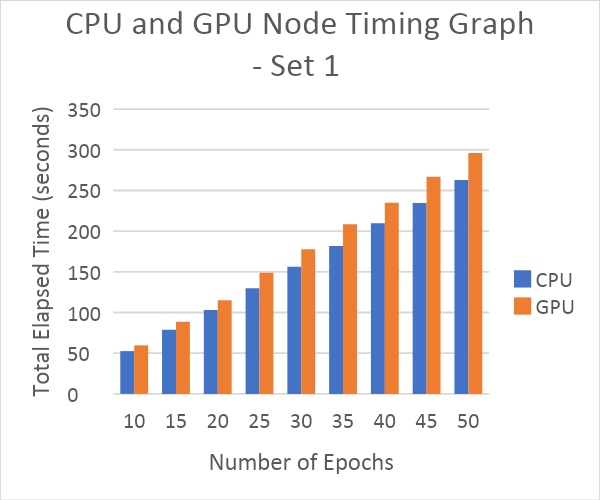 CPU and GPU Node Timing Graph
- Set 1
Total Elapsed Time (seconds)
350
300
250
200
150
100
50
0
10 15 20 25 30 35 40 45 50
Number of Epochs
CPU
GPU